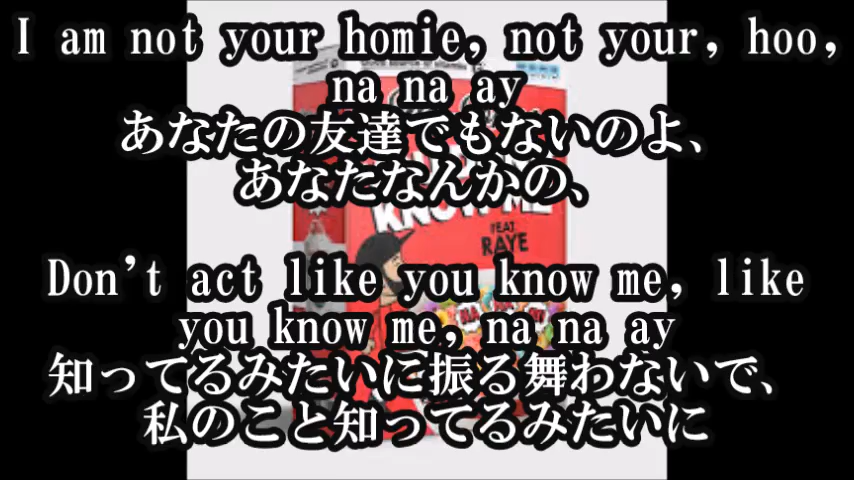 I am not your homie, not your, hoo,
na na ay
あなたの友達でもないのよ、
あなたなんかの、
KNOW ME
FEAT.
RAYE
Don't act like you know me, like
you know me, na na ay
知ってるみたいに振る舞わないで、
私のこと知ってるみたいに